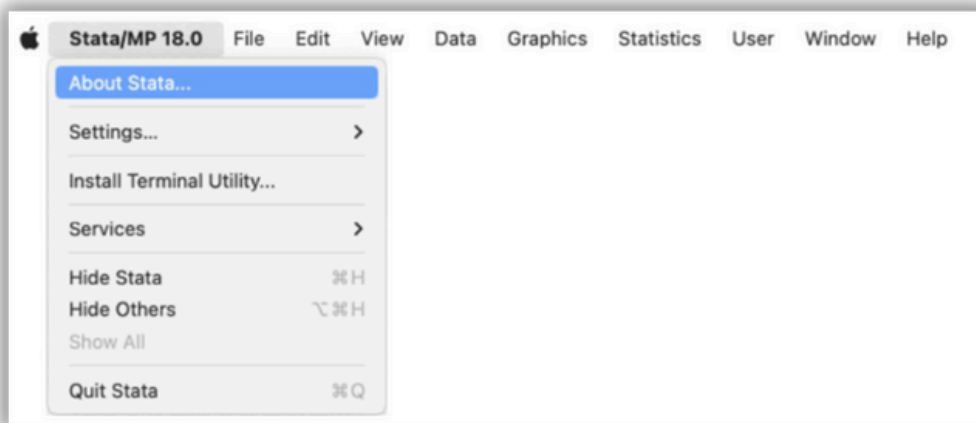 Stata/MP 18.0 File Edit View Data Graphics Statistics User Window Help
About Stata...
Settings...
Install Terminal Utility...
Services
Hide Stata ⌘H
Hide Others ⌥⌘H
Show All
Quit Stata ⌘Q